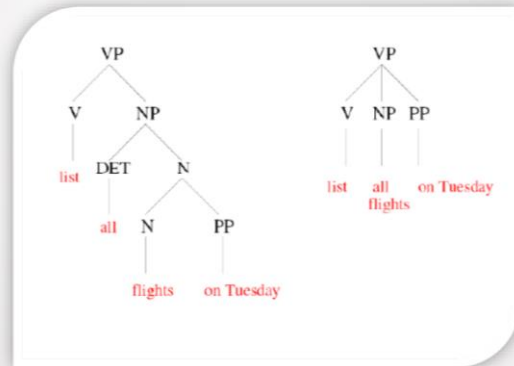 VP
V NP
list DET N
all N PP
flights on Tuesday
VP
V NP PP
list all flights on Tuesday